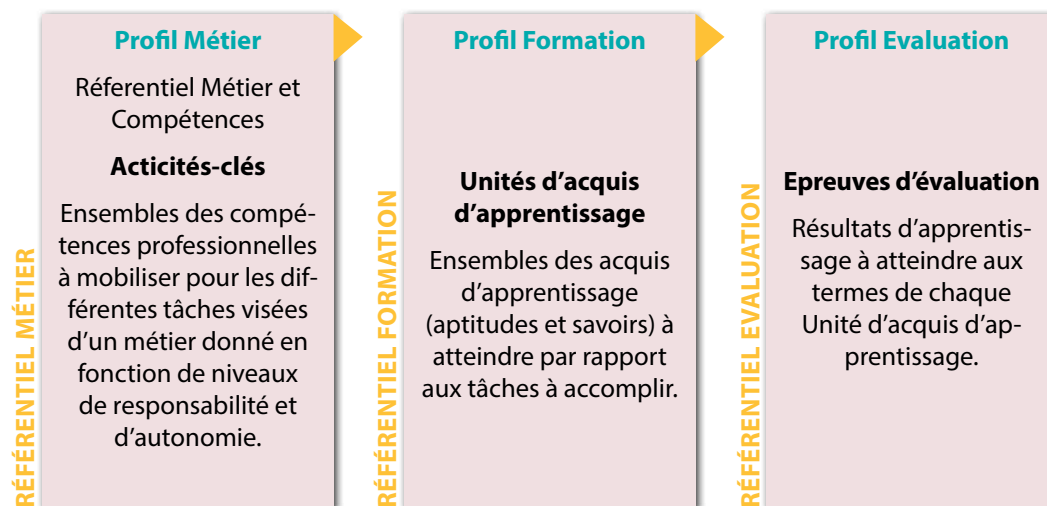 RÉFÉRENTIEL MÉTIER
Profil Métier
Réferentiel Métier et
Compétences
Acticités-clés
Ensembles des compé-
tences professionnelles
à mobiliser pour les dif-
férentes tâches visées
d'un métier donné en
fonction de niveaux
de responsabilité et
d'autonomie.
RÉFÉRENTIEL FORMATION
Profil Formation
Unités d'acquis
d'apprentissage
Ensembles des acquis
d'apprentissage
(aptitudes et savoirs) à
atteindre par rapport
aux tâches à accomplir.
RÉFÉRENTIEL EVALUATION
Profil Evaluation
Epreuves d'évaluation
Résultats d'apprentis-
sage à atteindre aux
termes de chaque
Unité d'acquis d'ap-
prentissage.